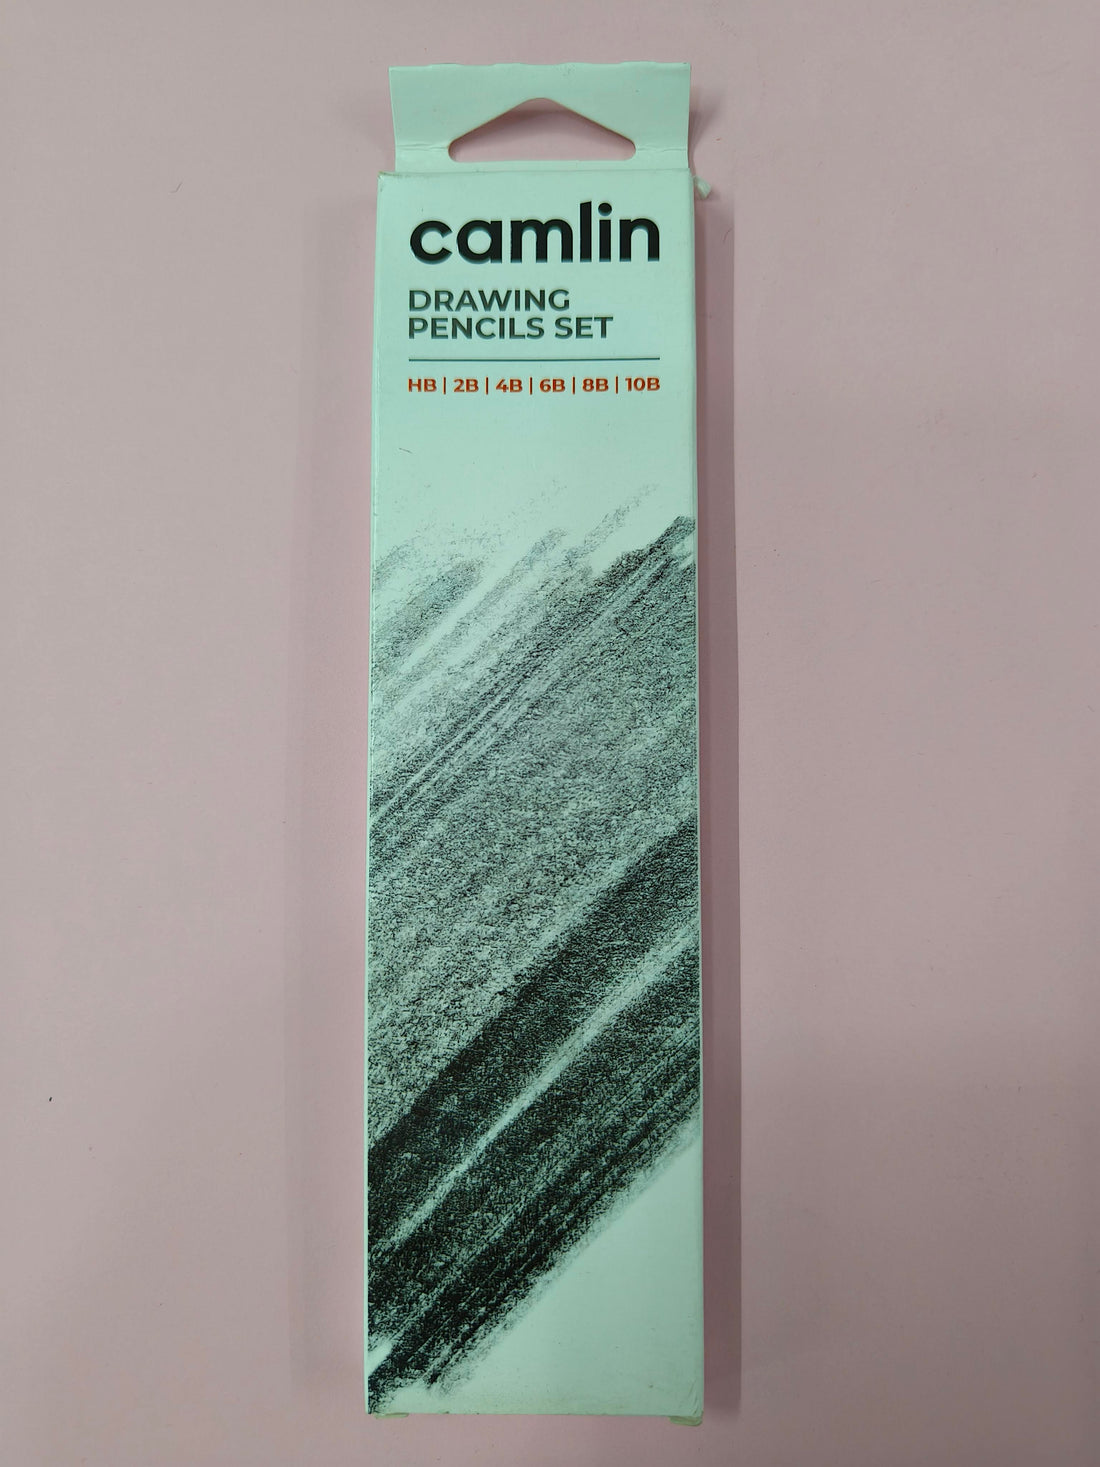 camlin
DRAWING
PENCILS SET
HB | 2B | 4B | 6B | 8B | 10B